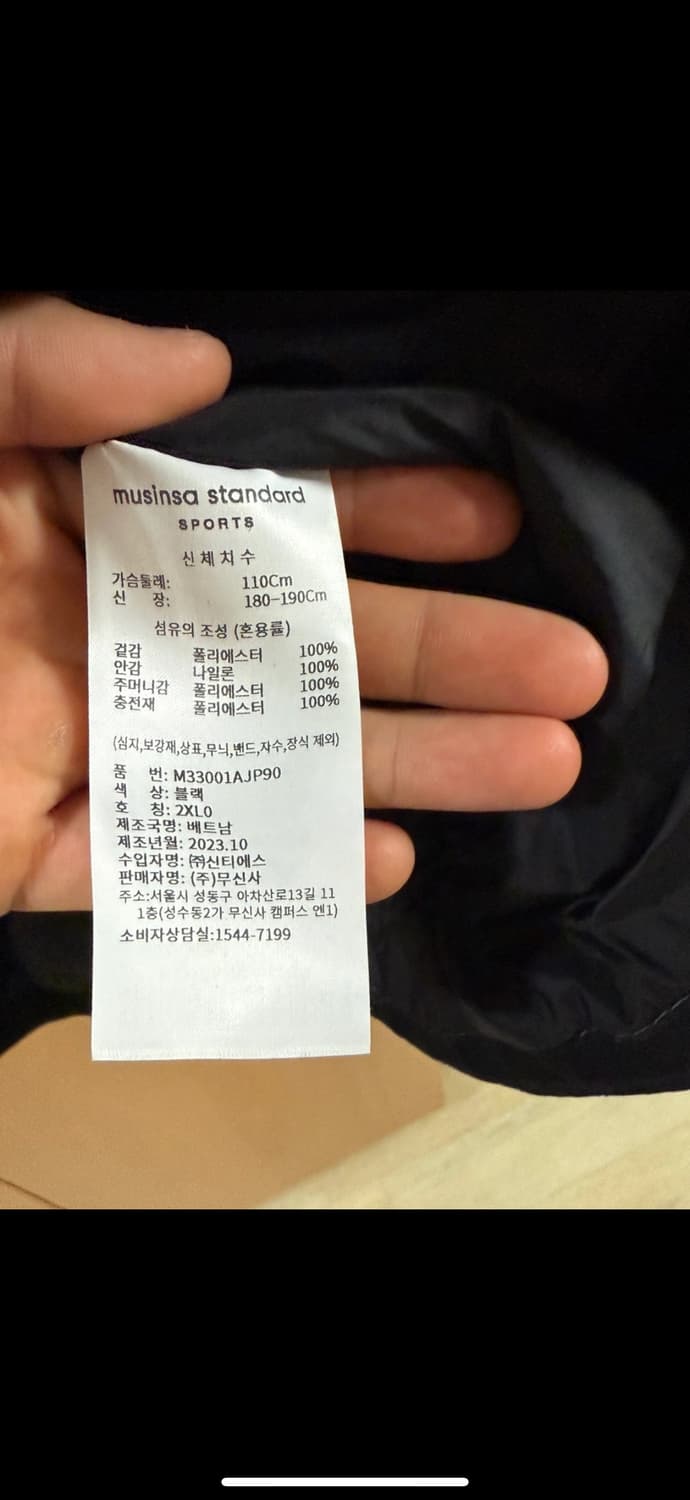 musinsa standard
SPORTS
신체치수
가슴둘레: 110Cm
신 장: 180-190Cm
섬유의 조성 (혼용률)
겉감 폴리에스터 100%
안감 나일론 100%
주머니감 폴리에스터 100%
충전재 폴리에스터 100%
(심지,보강재,상표,무늬,밴드,자수,장식 제외)
품 번: M33001AJP90
색 상: 블랙
호 칭: 2XL0
제조국명: 베트남
제조년월: 2023.10
수입자명: ㈜신티에스
판매자명: (주)무신사
주소:서울시 성동구 아차산로13길 11
1층(성수동2가 무신사 캠퍼스 엔1)
소비자상담실:1544-7199